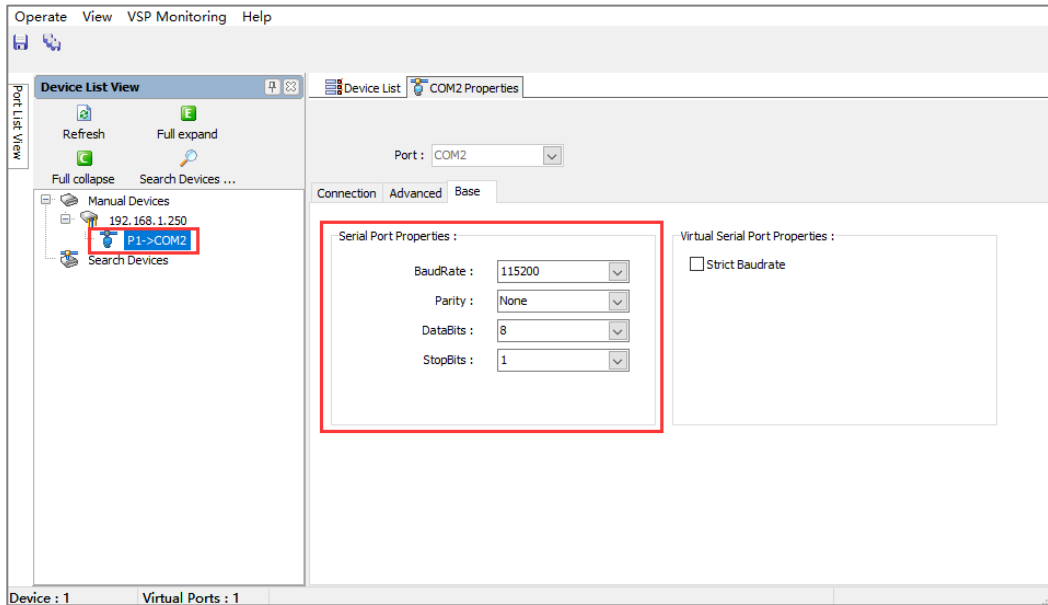 Operate View VSP Monitoring Help
Port List View
Device List View
Refresh Full expand
Full collapse Search Devices ...
Manual Devices
192.168.1.250
P1->COM2
Search Devices
Device List COM2 Properties
Port : COM2
Connection Advanced Base
Serial Port Properties :
BaudRate : 115200
Parity : None
DataBits : 8
StopBits : 1
Virtual Serial Port Properties :
Strict Baudrate
Device : 1 Virtual Ports : 1